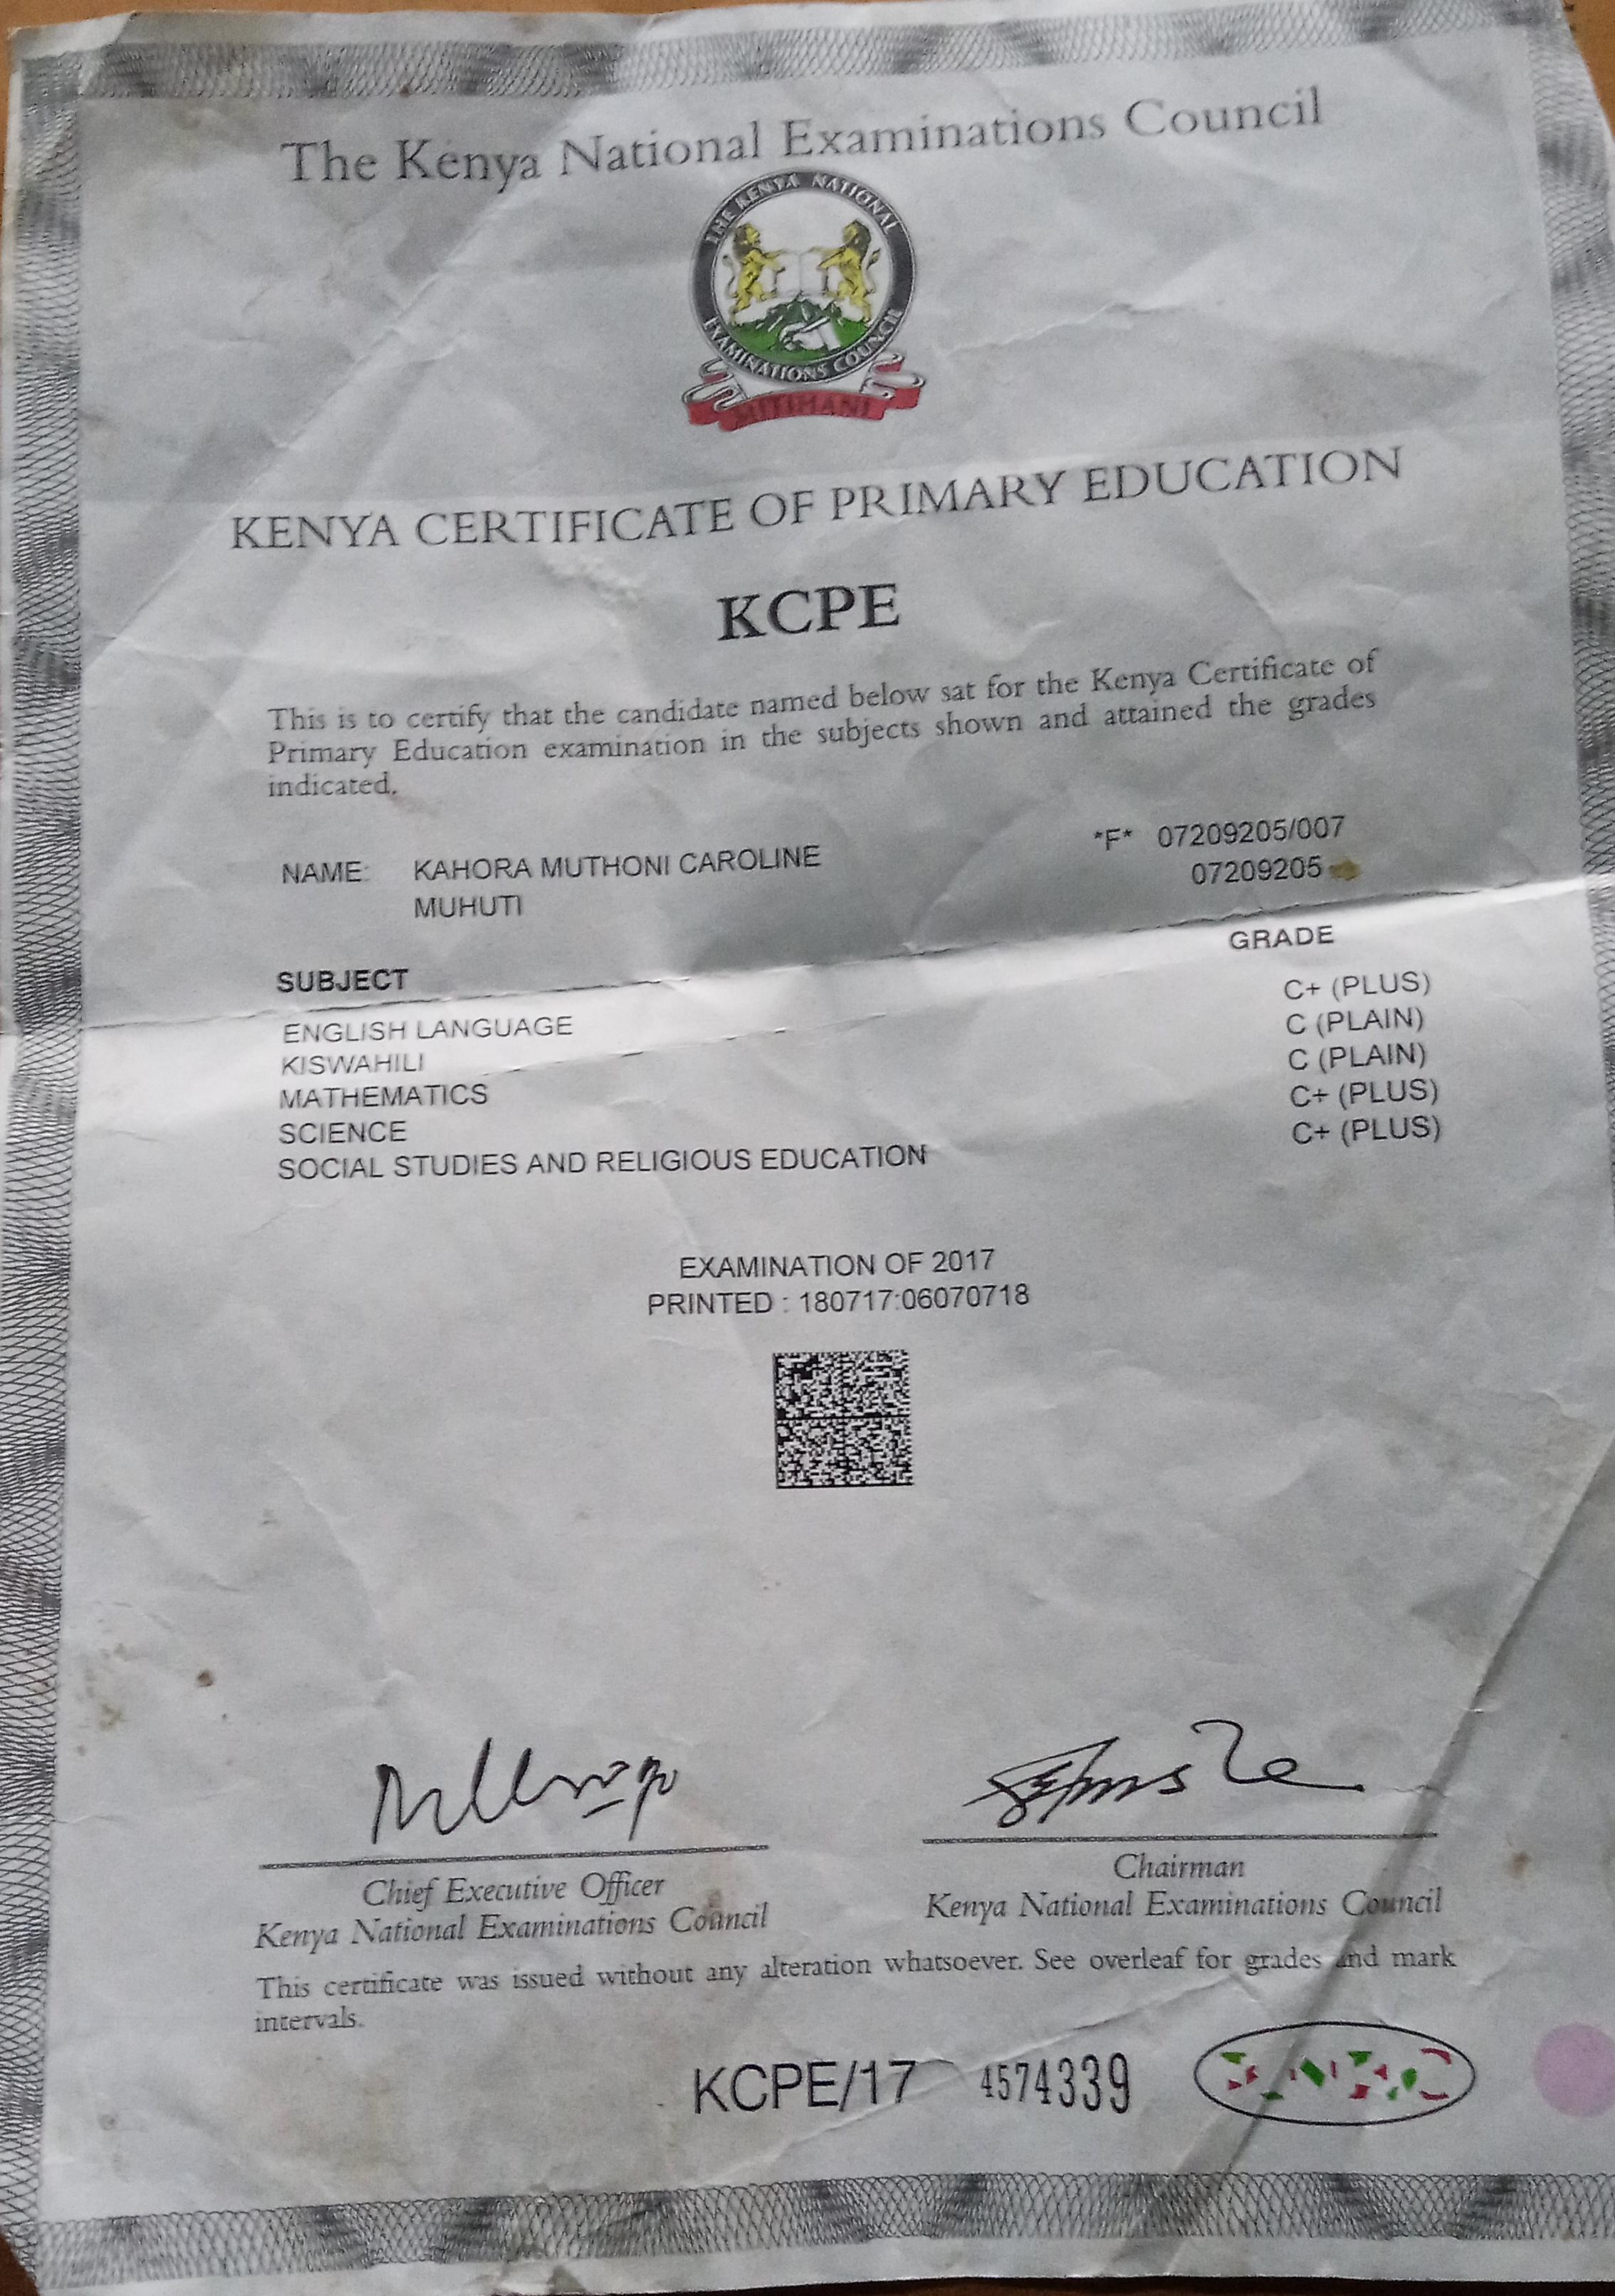 The Kenya National Examinations Council
THE KENYA NATIONAL
EXAMINATIONS COUNCIL
MITIHANI
KENYA CERTIFICATE OF PRIMARY EDUCATION
KCPE
This is to certify that the candidate named below sat for the Kenya Certificate of
Primary Education examination in the subjects shown and attained the grades
indicated.
*F* 07209205/007
NAME: KAHORA MUTHONI CAROLINE 07209205
MUHUTI
SUBJECT GRADE
ENGLISH LANGUAGE C+ (PLUS)
KISWAHILI C (PLAIN)
MATHEMATICS C (PLAIN)
SCIENCE C+ (PLUS)
SOCIAL STUDIES AND RELIGIOUS EDUCATION C+ (PLUS)
EXAMINATION OF 2017
PRINTED : 180717:06070718
Chief Executive Officer
Kenya National Examinations Council
Chairman
Kenya National Examinations Council
This certificate was issued without any alteration whatsoever. See overleaf for grades and mark
intervals.
KCPE/17 4574339